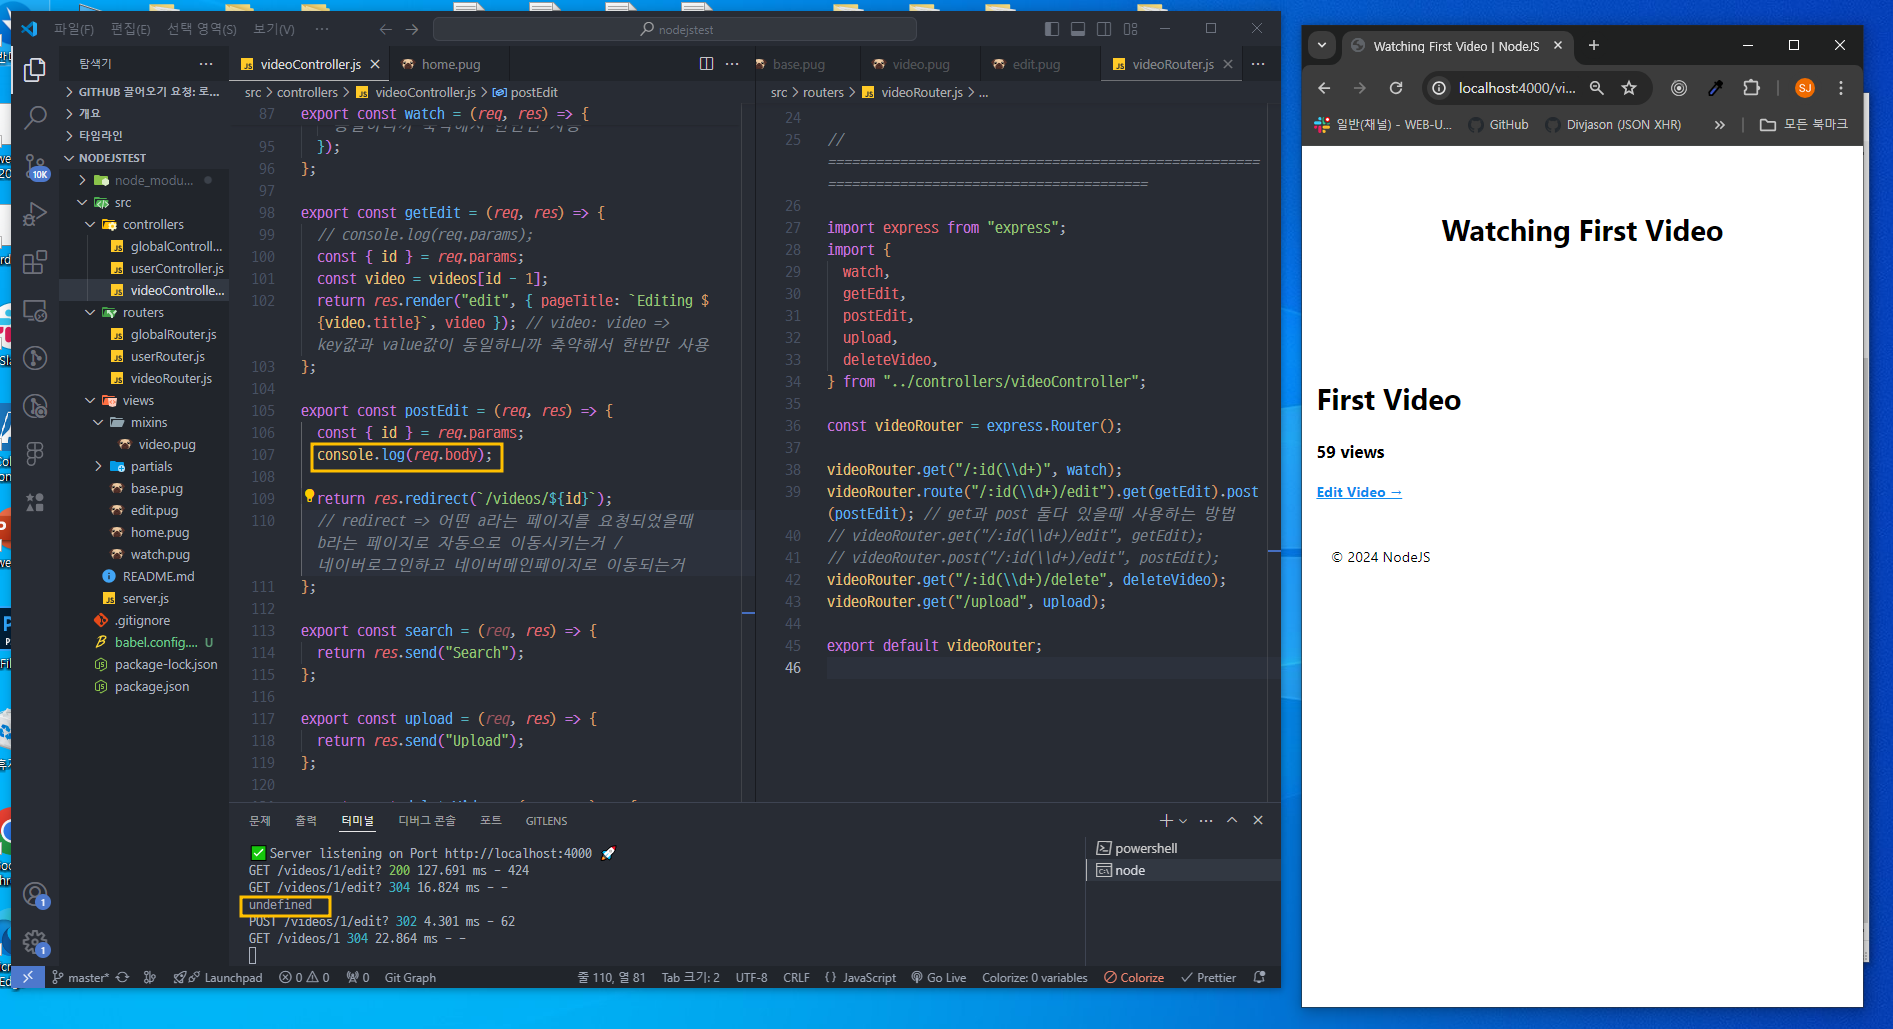 파일(F) 편집(E) 선택 영역(S) 보기(V) ··· nodejstest
탐색기 ···
GITHUB 끌어오기 요청: 로...
개요
타임라인
NODEJSTEST
node_modu...
src
controllers
globalControll...
userController.js
videoControlle...
routers
globalRouter.js
userRouter.js
videoRouter.js
views
mixins
video.pug
partials
base.pug
edit.pug
home.pug
watch.pug
README.md
server.js
.gitignore
babel.config.... U
package-lock.json
package.json
10K
1
1
videoController.js home.pug
src > controllers > videoController.js > postEdit
87 export const watch = (req, res) => {
95 });
96 };
97
98 export const getEdit = (req, res) => {
99 // console.log(req.params);
100 const { id } = req.params;
101 const video = videos[id - 1];
102 return res.render("edit", { pageTitle: `Editing $
{video.title}`, video }); // video: video =>
key값과 value값이 동일하니까 축약해서 한반만 사용
103 };
104
105 export const postEdit = (req, res) => {
106 const { id } = req.params;
107 console.log(req.body);
108
109 return res.redirect(`/videos/${id}`);
110 // redirect => 어떤 a라는 페이지를 요청되었을때
b라는 페이지로 자동으로 이동시키는거 /
네이버로그인하고 네이버메인페이지로 이동되는거
111 };
112
113 export const search = (req, res) => {
114 return res.send("Search");
115 };
116
117 export const upload = (req, res) => {
118 return res.send("Upload");
119 };
120
base.pug video.pug edit.pug videoRouter.js ···
src > routers > videoRouter.js > ...
24
25 //
======================================================
========================================
26
27 import express from "express";
28 import {
29 watch,
30 getEdit,
31 postEdit,
32 upload,
33 deleteVideo,
34 } from "../controllers/videoController";
35
36 const videoRouter = express.Router();
37
38 videoRouter.get("/:id(\\d+)", watch);
39 videoRouter.route("/:id(\\d+)/edit").get(getEdit).post
(postEdit); // get과 post 둘다 있을때 사용하는 방법
40 // videoRouter.get("/:id(\\d+)/edit", getEdit);
41 // videoRouter.post("/:id(\\d+)/edit", postEdit);
42 videoRouter.get("/:id(\\d+)/delete", deleteVideo);
43 videoRouter.get("/upload", upload);
44
45 export default videoRouter;
46
문제 출력 터미널 디버그 콘솔 포트 GITLENS
✅ Server listening on Port http://localhost:4000 🚀
GET /videos/1/edit? 200 127.691 ms - 424
GET /videos/1/edit? 304 16.824 ms - -
undefined
POST /videos/1/edit? 302 4.301 ms - 62
GET /videos/1 304 22.864 ms - -
powershell
node
master* Launchpad 0 0 0 Git Graph 줄 110, 열 81 Tab 크기: 2 UTF-8 CRLF {} JavaScript Go Live Colorize: 0 variables Colorize Prettier
Watching First Video | NodeJS
localhost:4000/vi... SJ
일반(채널) - WEB-U... GitHub Divjason (JSON XHR) » 모든 북마크
Watching First Video
First Video
59 views
Edit Video →
© 2024 NodeJS